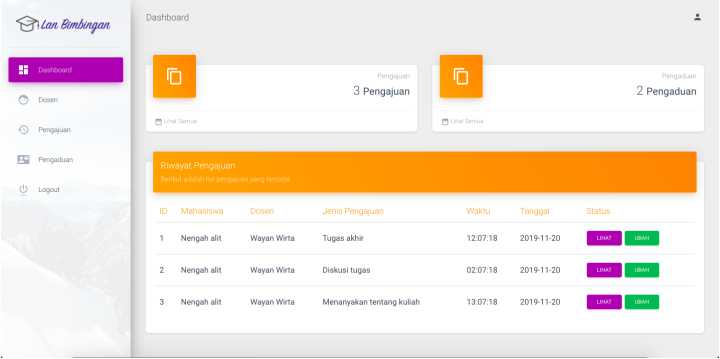 Lan Bimbingan
Dashboard
Dosen
Pengajuan
Pengaduan
Logout
Dashboard
Pengajuan
3 Pengajuan
Lihat Semua
Pengaduan
2 Pengaduan
Lihat Semua
Riwayat Pengajuan
Berikut adalah list pengajuan yang tercatat
ID Mahasiswa Dosen Jenis Pengajuan Waktu Tanggal Status
1 Nengah alit Wayan Wirta Tugas akhir 12:07:18 2019-11-20 LIHAT UBAH
2 Nengah alit Wayan Wirta Diskusi tugas 02:07:18 2019-11-20 LIHAT UBAH
3 Nengah alit Wayan Wirta Menanyakan tentang kuliah 13:07:18 2019-11-20 LIHAT UBAH